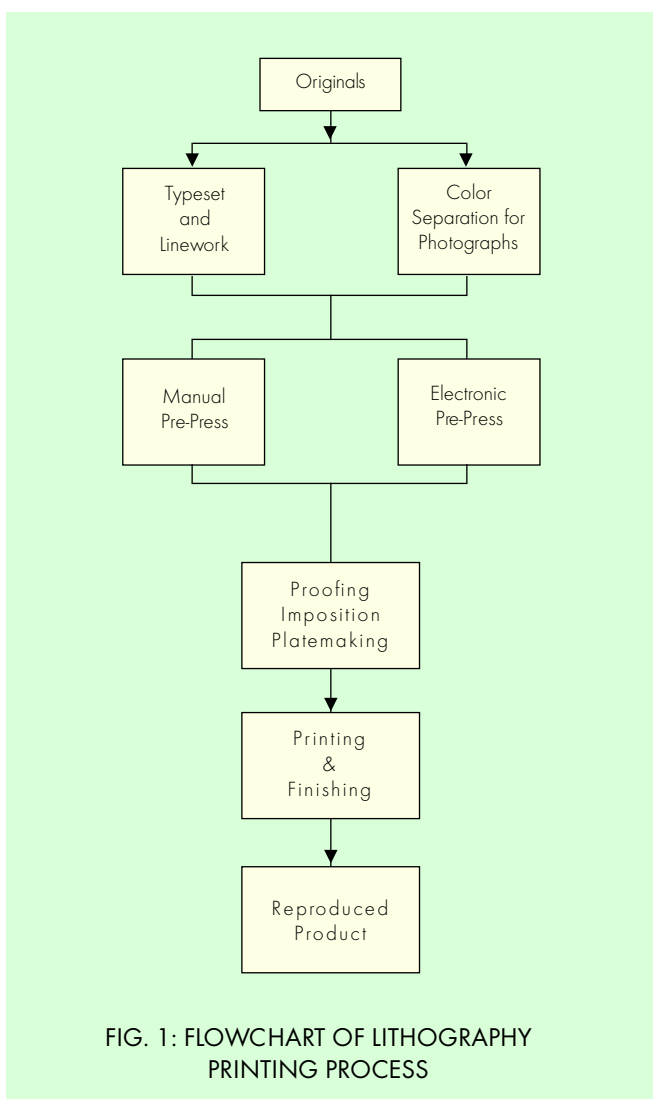 Originals
Typeset
and
Linework
Color
Separation for
Photographs
Manual
Pre-Press
Electronic
Pre-Press
Proofing
Imposition
Platemaking
Printing
&
Finishing
Reproduced
Product
FIG. 1: FLOWCHART OF LITHOGRAPHY
PRINTING PROCESS